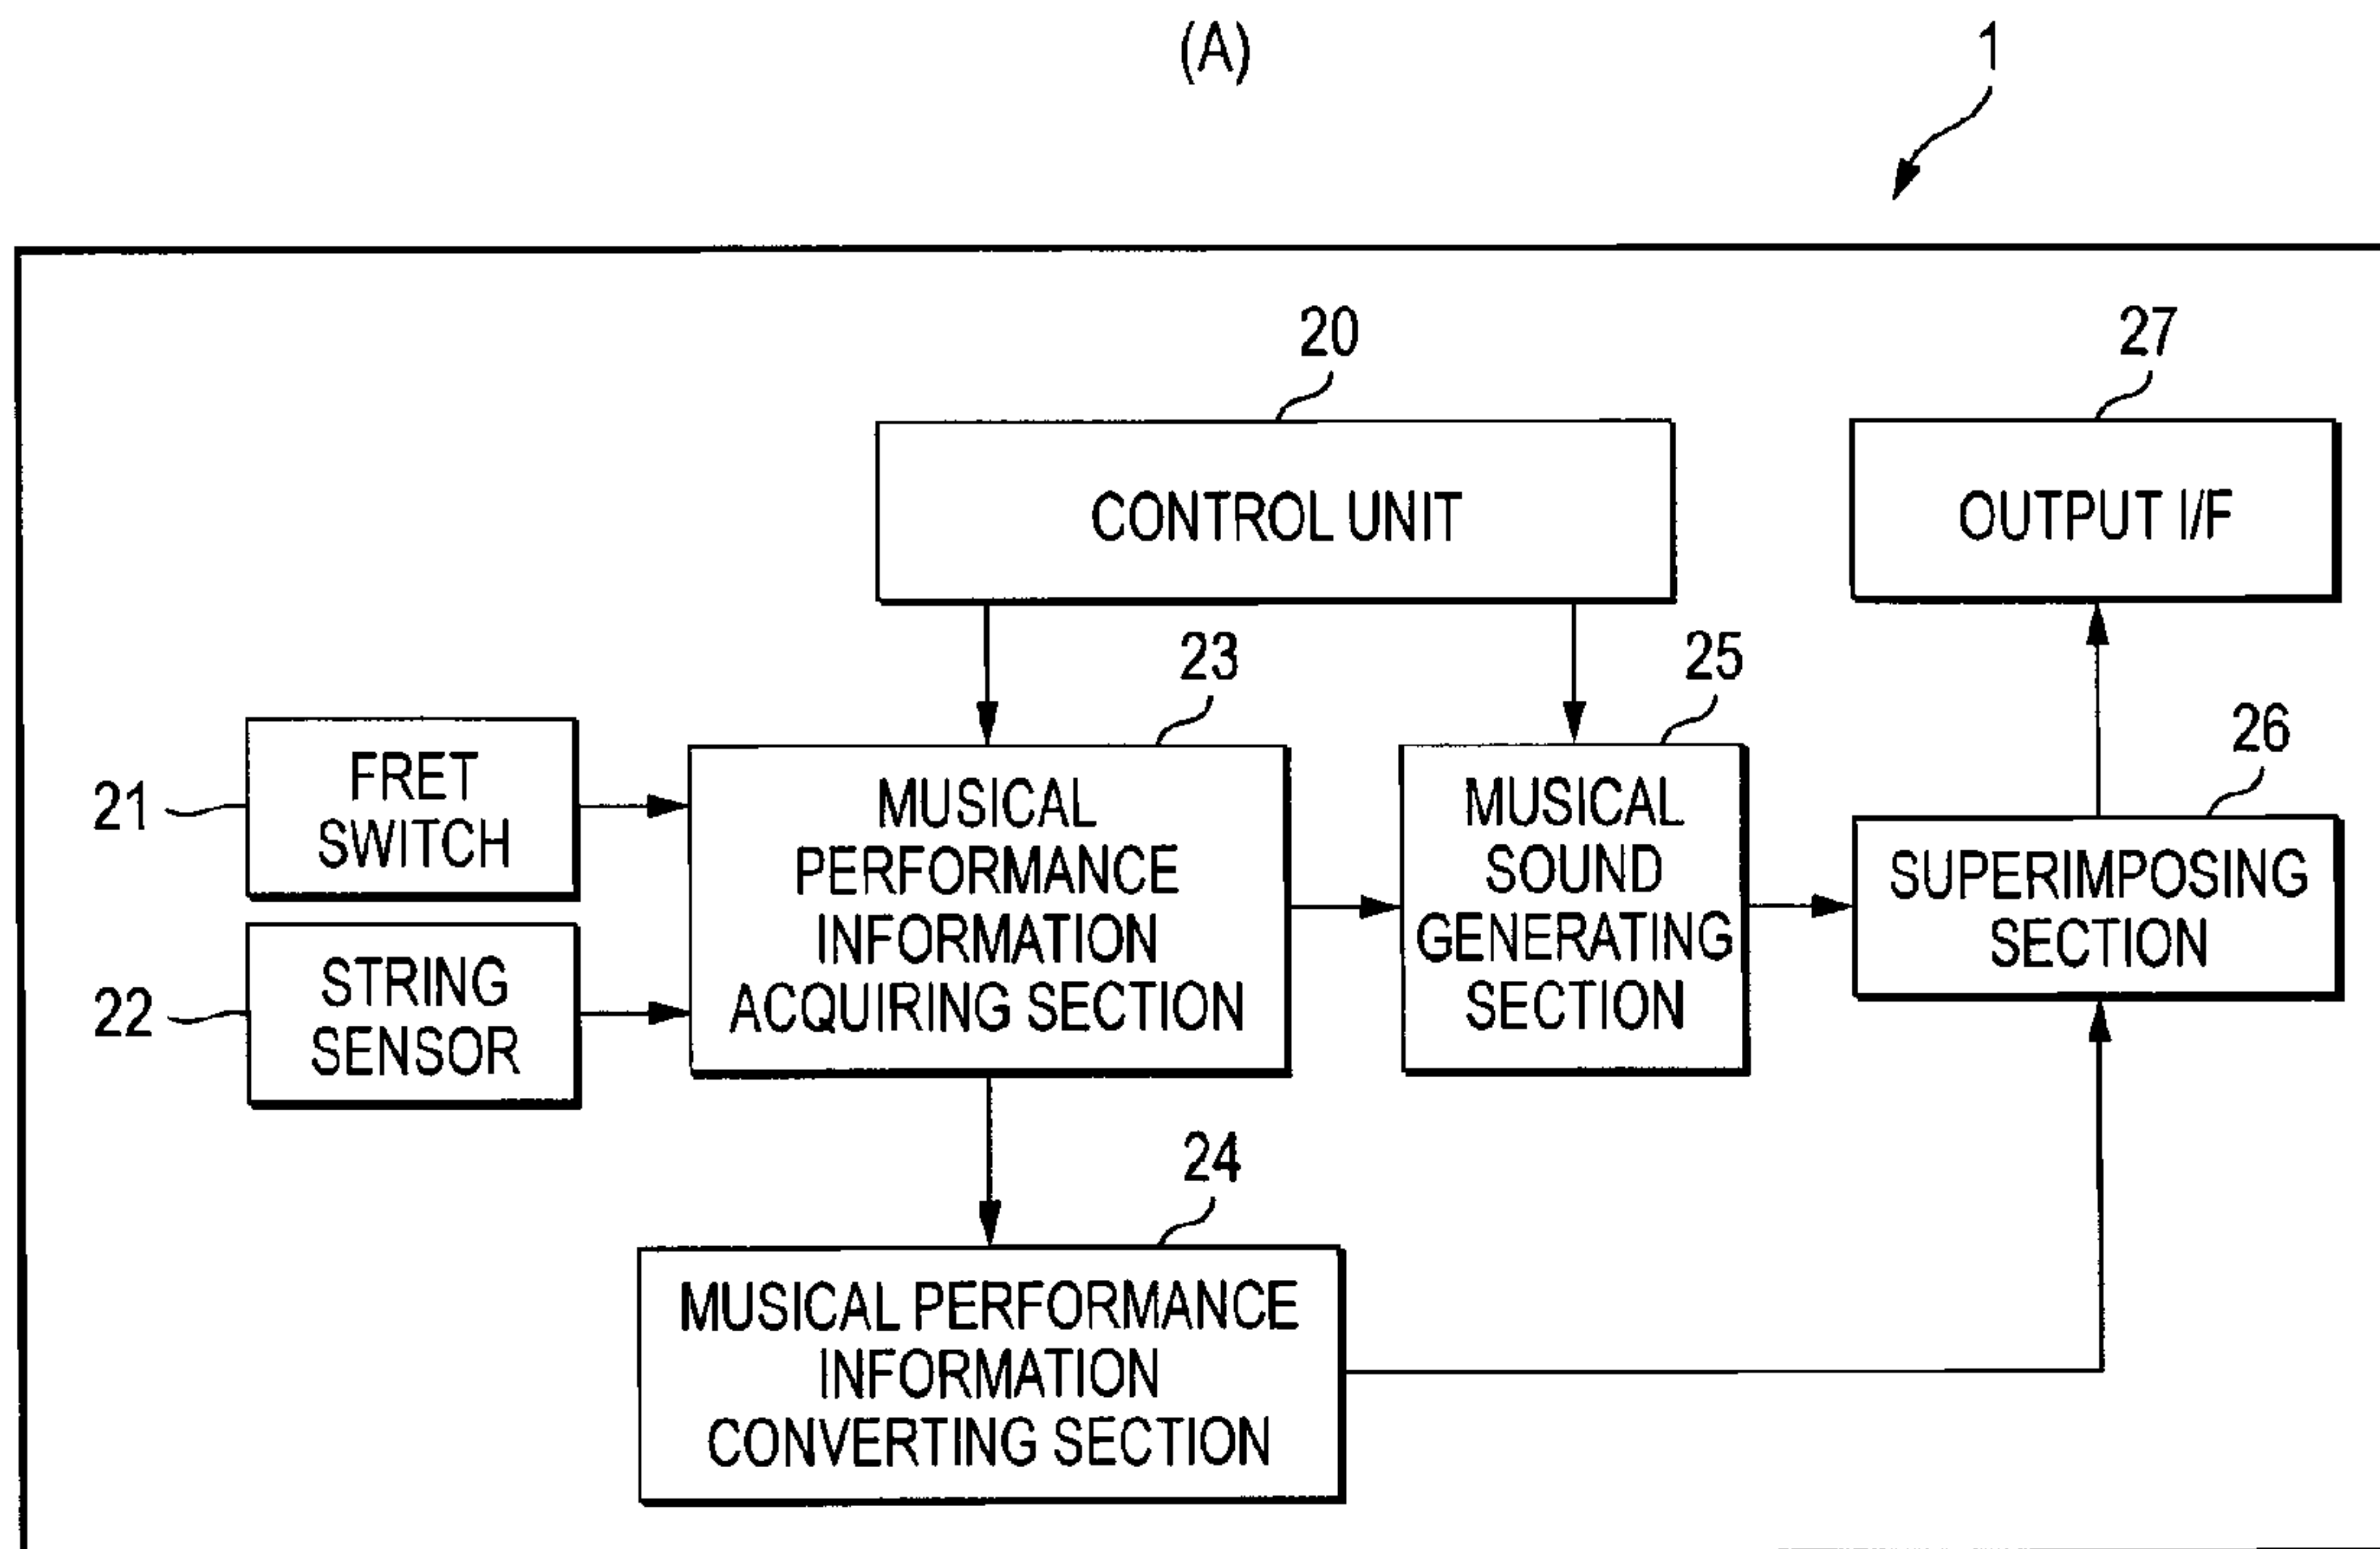 (A)
1
20
27
CONTROL UNIT
OUTPUT I/F
23
25
26
21
FRET
SWITCH
MUSICAL
PERFORMANCE
INFORMATION
ACQUIRING SECTION
MUSICAL
SOUND
GENERATING
SECTION
SUPERIMPOSING
SECTION
22
STRING
SENSOR
24
MUSICAL PERFORMANCE
INFORMATION
CONVERTING SECTION